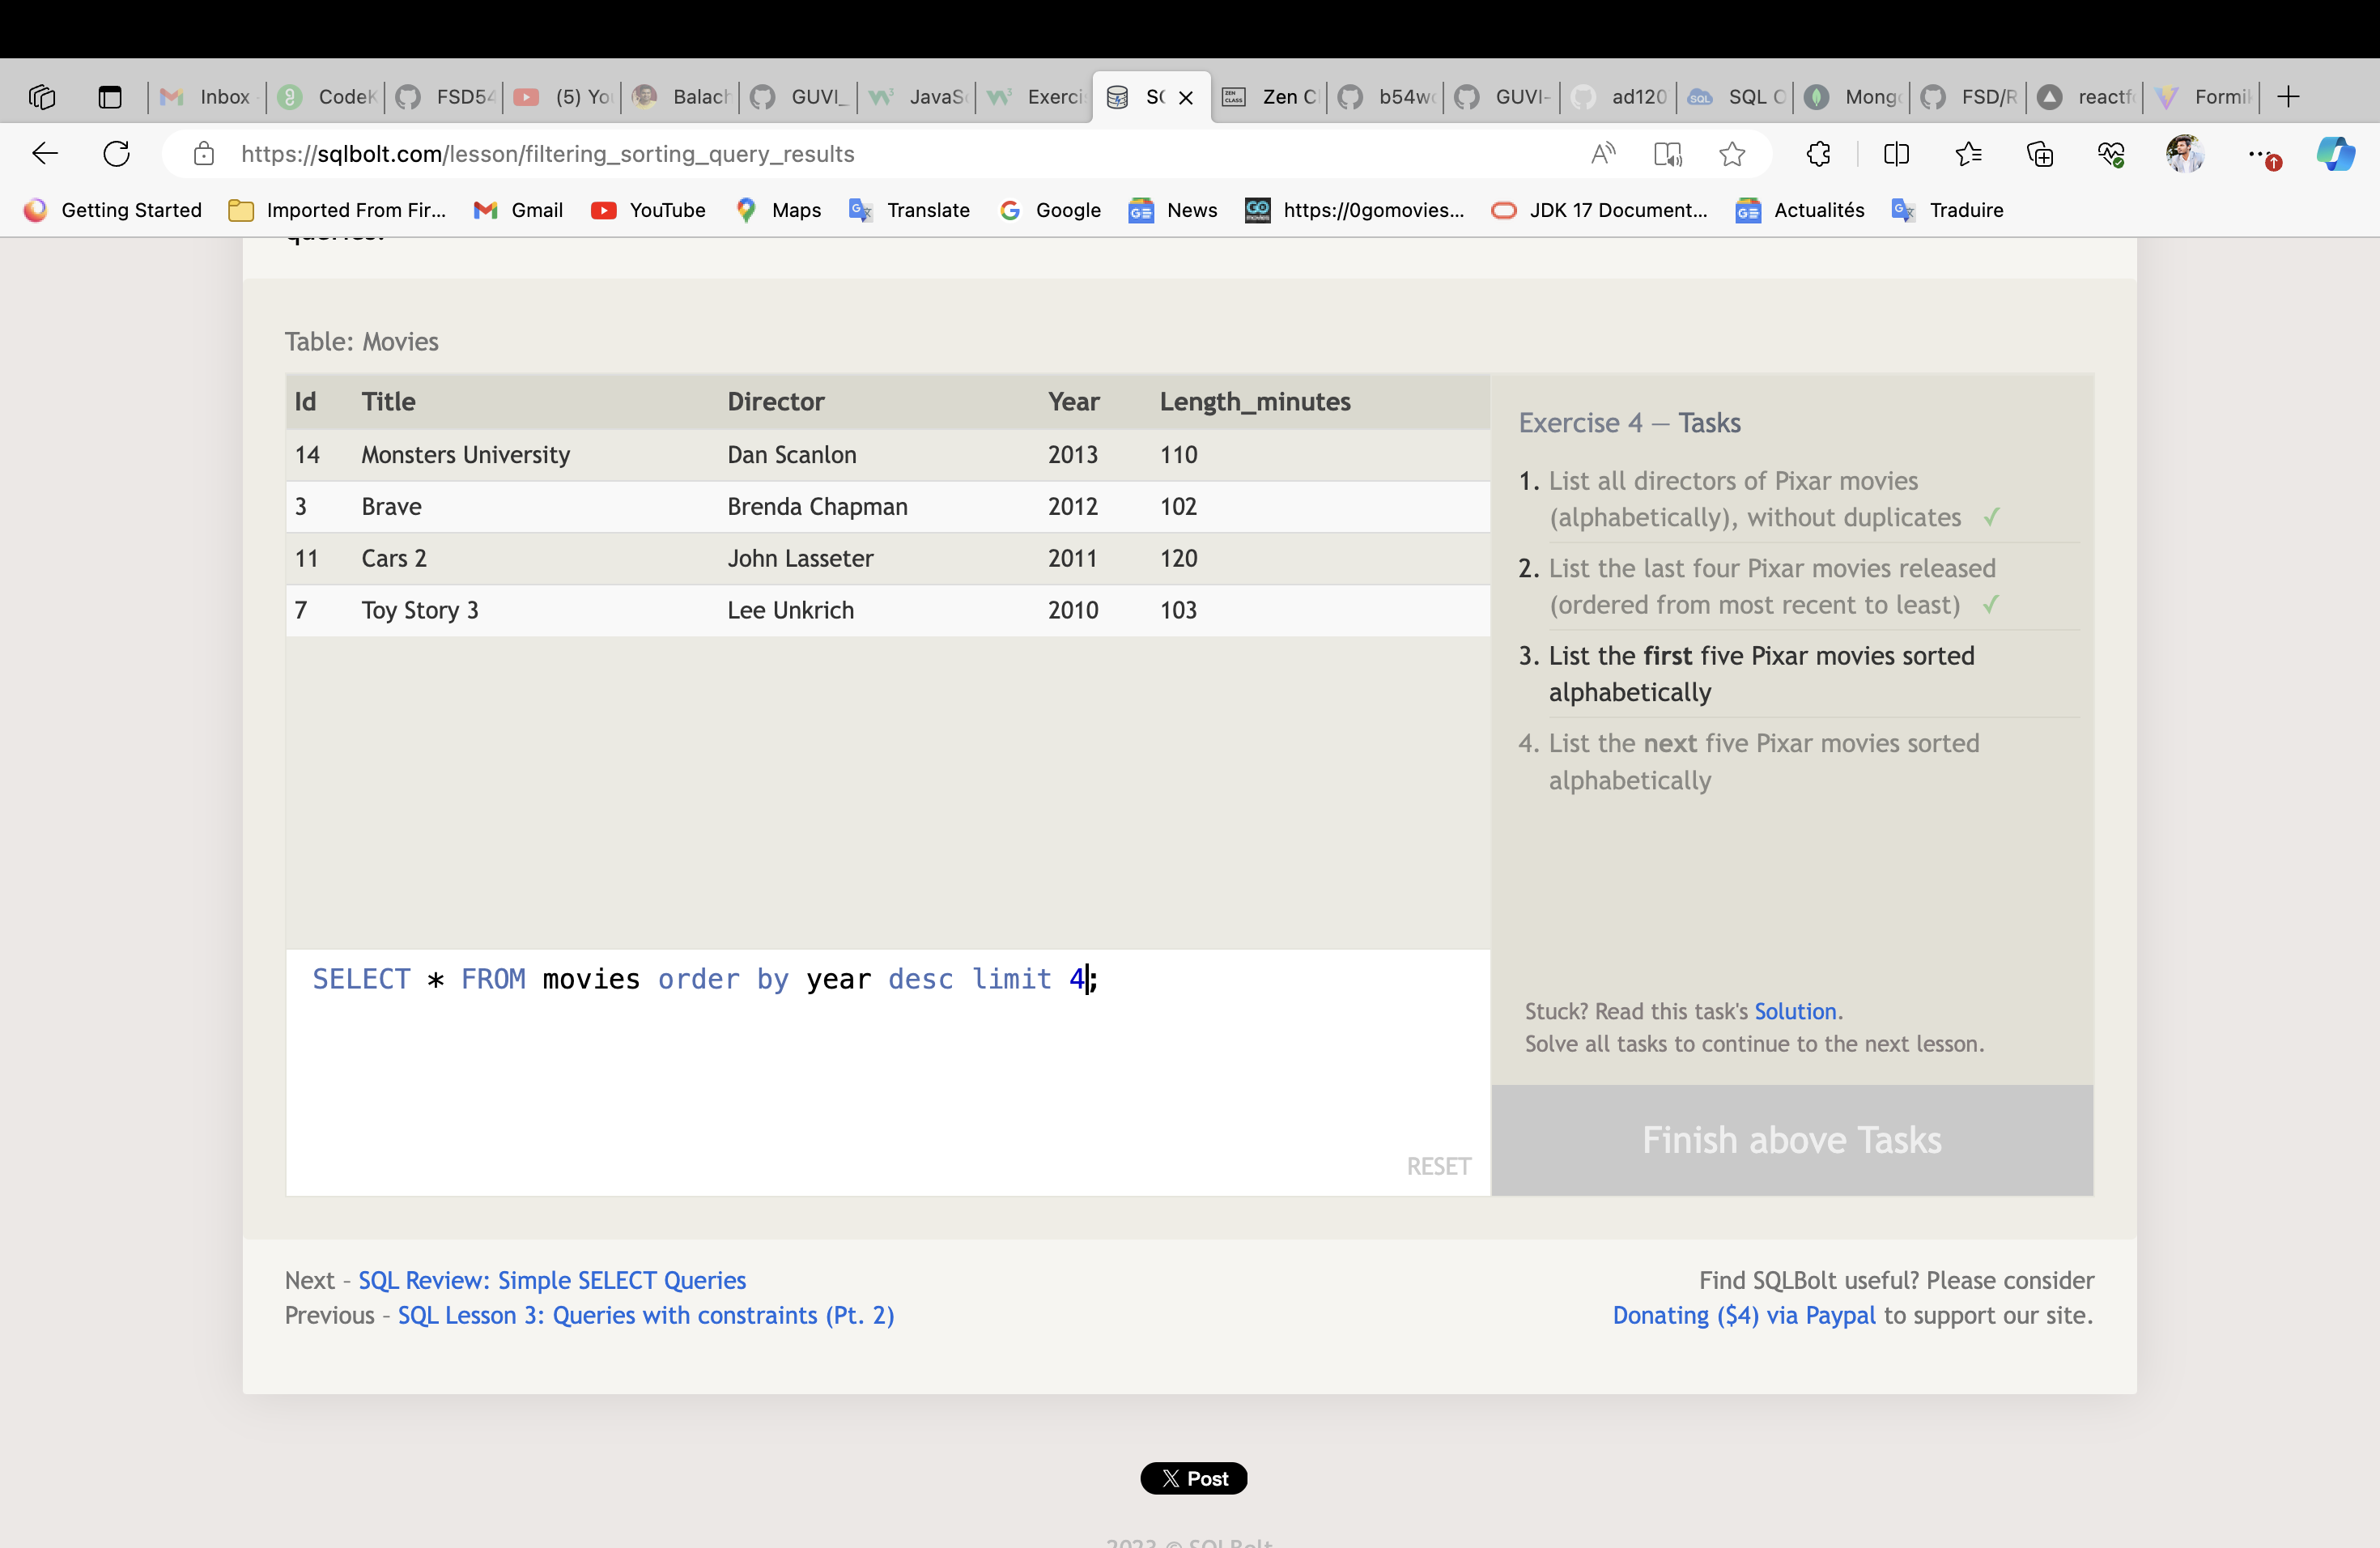 Inbox
CodeK
FSD54
(5) You
Balach
GUVI_
JavaSc
Exerci
SQ
Zen C
b54w
GUVI-
ad120
SQL O
Mong
FSD/R
reactf
Formi
https://sqlbolt.com/lesson/filtering_sorting_query_results
Getting Started
Imported From Fir...
Gmail
YouTube
Maps
Translate
Google
News
https://0gomovies...
JDK 17 Document...
Actualités
Traduire
queries.
Table: Movies
Id Title Director Year Length_minutes
14 Monsters University Dan Scanlon 2013 110
3 Brave Brenda Chapman 2012 102
11 Cars 2 John Lasseter 2011 120
7 Toy Story 3 Lee Unkrich 2010 103
SELECT * FROM movies order by year desc limit 4;
RESET
Exercise 4 — Tasks
1. List all directors of Pixar movies
(alphabetically), without duplicates ✓
2. List the last four Pixar movies released
(ordered from most recent to least) ✓
3. List the first five Pixar movies sorted
alphabetically
4. List the next five Pixar movies sorted
alphabetically
Stuck? Read this task's Solution.
Solve all tasks to continue to the next lesson.
Finish above Tasks
Next – SQL Review: Simple SELECT Queries
Previous – SQL Lesson 3: Queries with constraints (Pt. 2)
Find SQLBolt useful? Please consider
Donating ($4) via Paypal to support our site.
X Post
2023 © SQLBolt